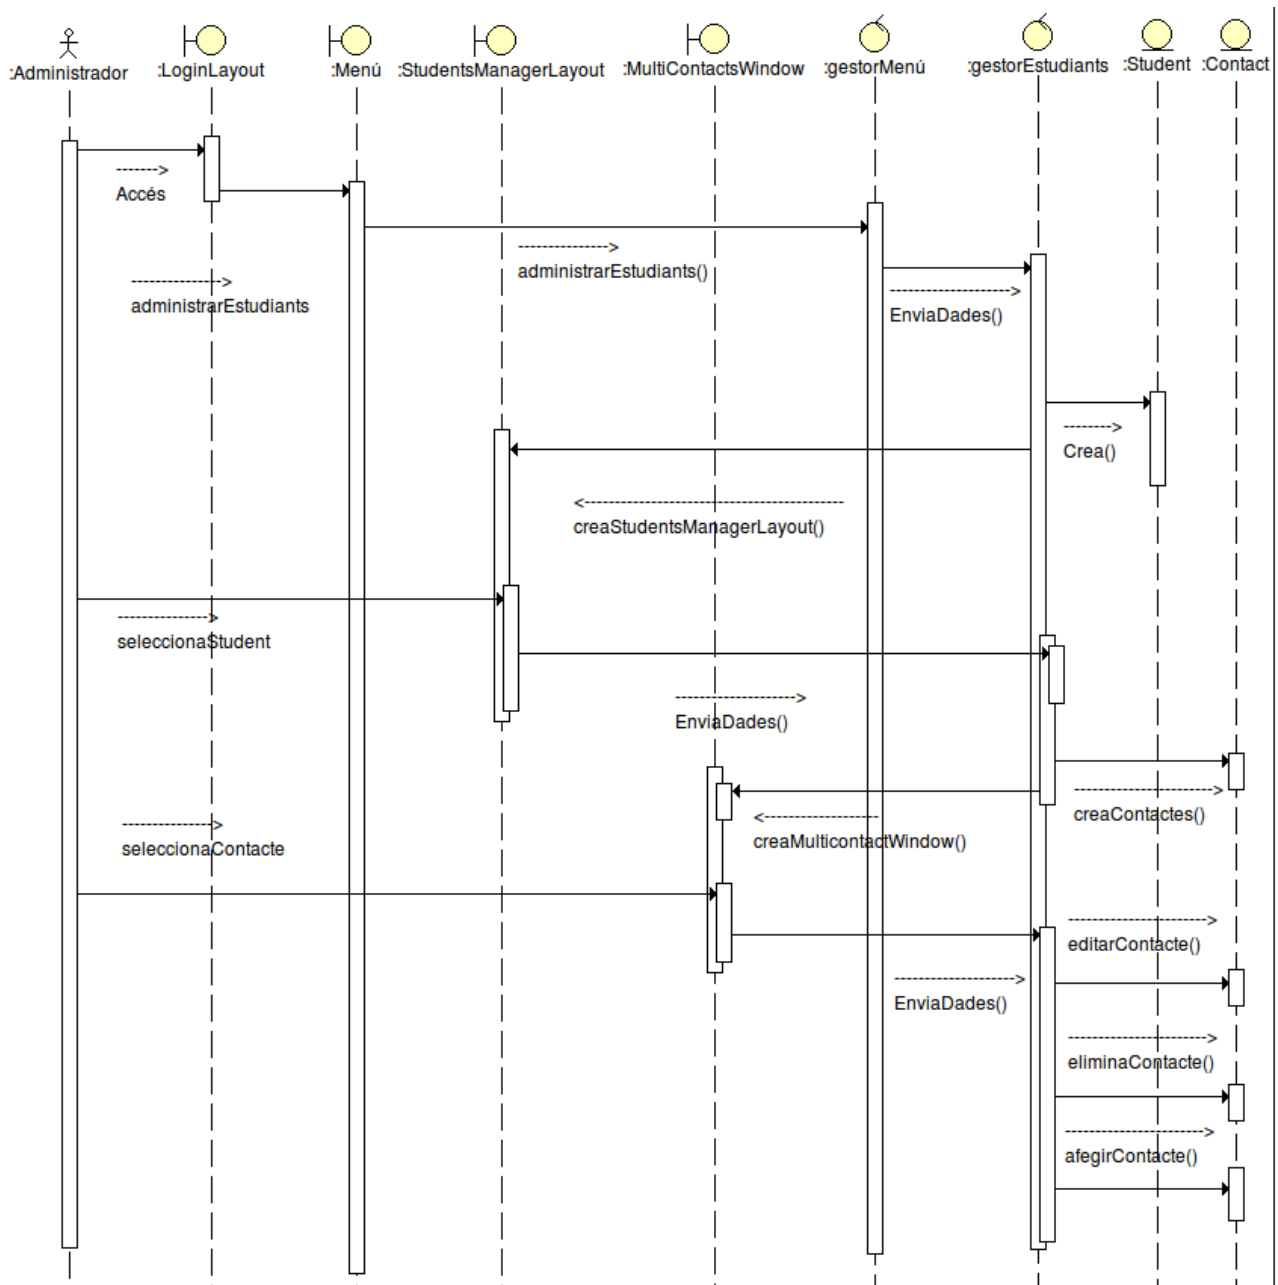 :Administrador
:LoginLayout
:Menú
:StudentsManagerLayout
:MultiContactsWindow
:gestorMenú
:gestorEstudiants
:Student
:Contact
Accés
administrarEstudiants()
administrarEstudiants
EnviaDades()
Crea()
creaStudentsManagerLayout()
seleccionaStudent
EnviaDades()
creaContactes()
creaMulticontactWindow()
seleccionaContacte
editarContacte()
EnviaDades()
eliminaContacte()
afegirContacte()